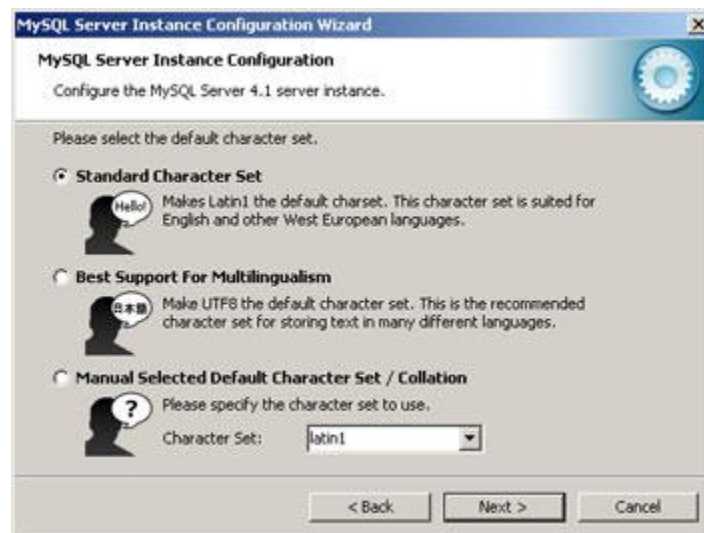 MySQL Server Instance Configuration Wizard
MySQL Server Instance Configuration
Configure the MySQL Server 4.1 server instance.
Please select the default character set.
Standard Character Set
Hello!
Makes Latin1 the default charset. This character set is suited for
English and other West European languages.
Best Support For Multilingualism
日本語
Make UTF8 the default character set. This is the recommended
character set for storing text in many different languages.
Manual Selected Default Character Set / Collation
?
Please specify the character set to use.
Character Set: latin1
< Back Next > Cancel